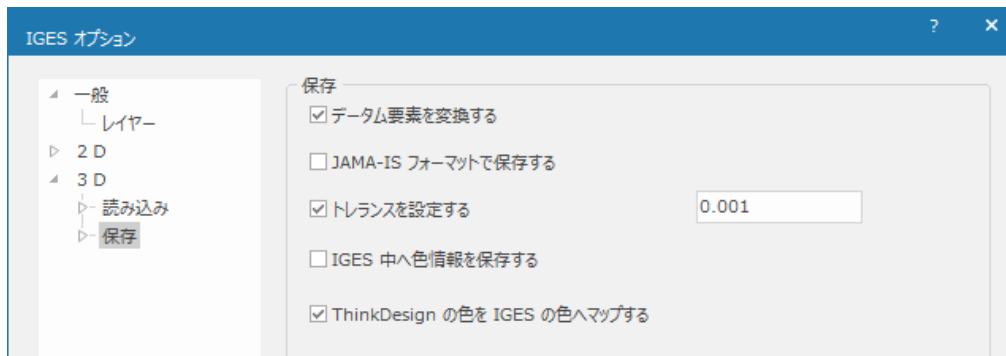 IGES オプション
? ×
一般
レイヤー
2 D
3 D
読み込み
保存
保存
データム要素を変換する
JAMA-IS フォーマットで保存する
トレランスを設定する 0.001
IGES 中へ色情報を保存する
ThinkDesign の色を IGES の色へマップする